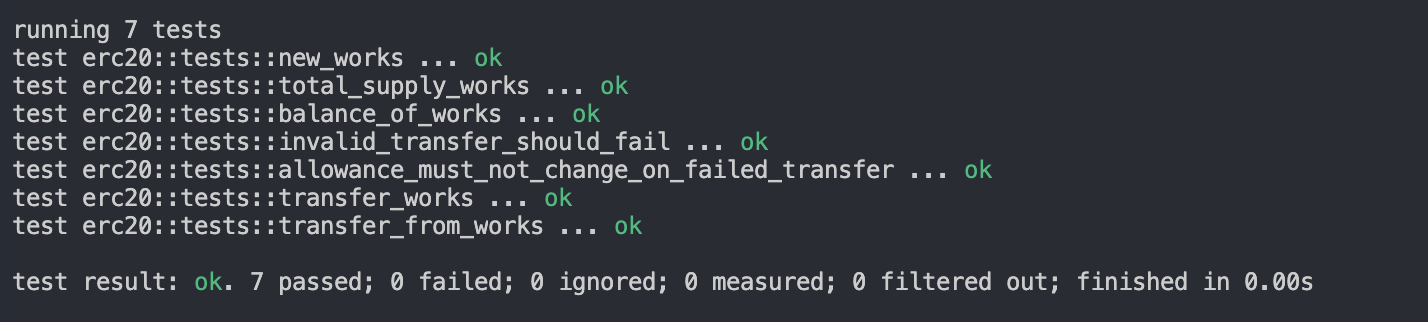 running 7 tests
test erc20::tests::new_works ... ok
test erc20::tests::total_supply_works ... ok
test erc20::tests::balance_of_works ... ok
test erc20::tests::invalid_transfer_should_fail ... ok
test erc20::tests::allowance_must_not_change_on_failed_transfer ... ok
test erc20::tests::transfer_works ... ok
test erc20::tests::transfer_from_works ... ok
test result: ok. 7 passed; 0 failed; 0 ignored; 0 measured; 0 filtered out; finished in 0.00s